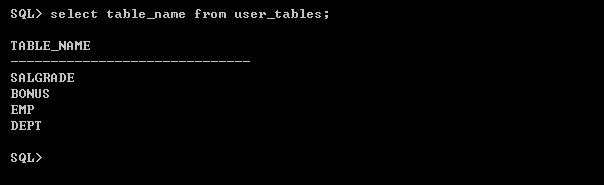 SQL> select table_name from user_tables;
TABLE_NAME
------------------------------
SALGRADE
BONUS
EMP
DEPT
SQL>